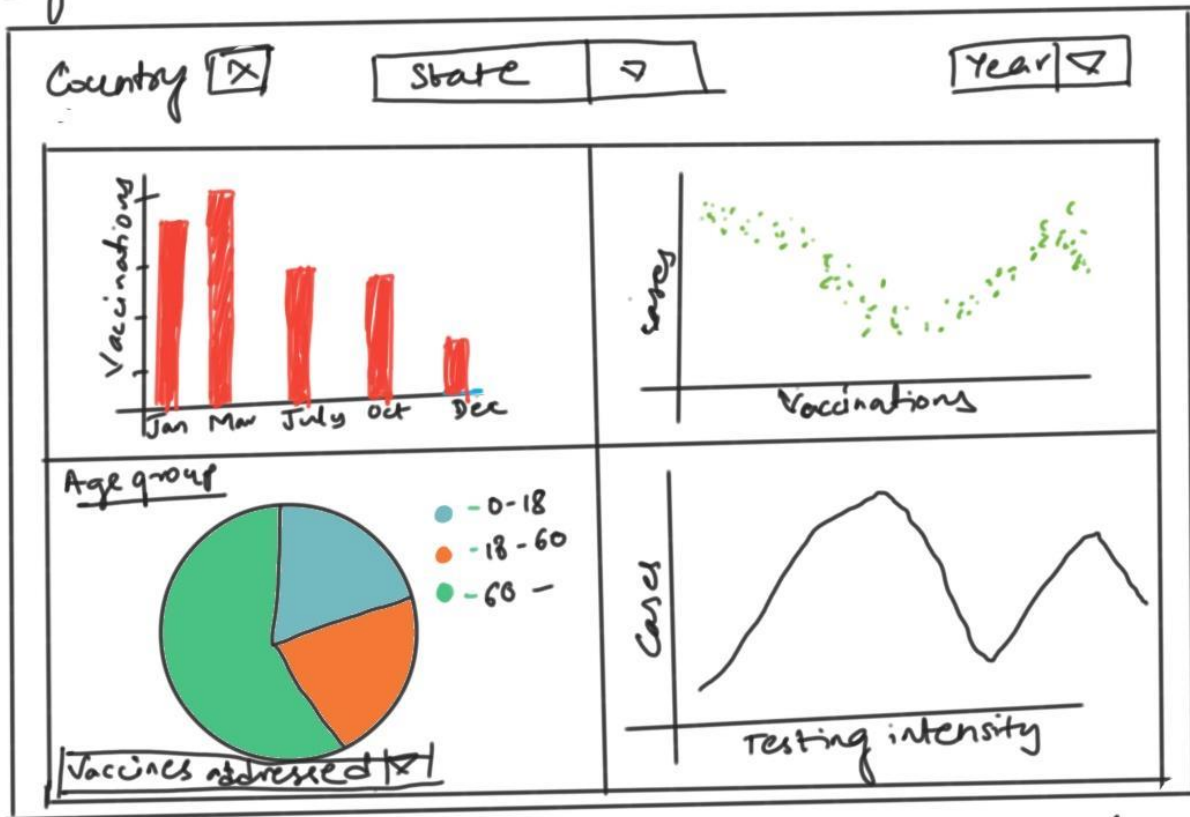 Country
State
Year
Vaccinations
Jan Mar July Oct Dec
Cases
Vaccinations
Age group
- 0-18
- 18-60
- 60 -
Vaccines addressed
Cases
Testing intensity